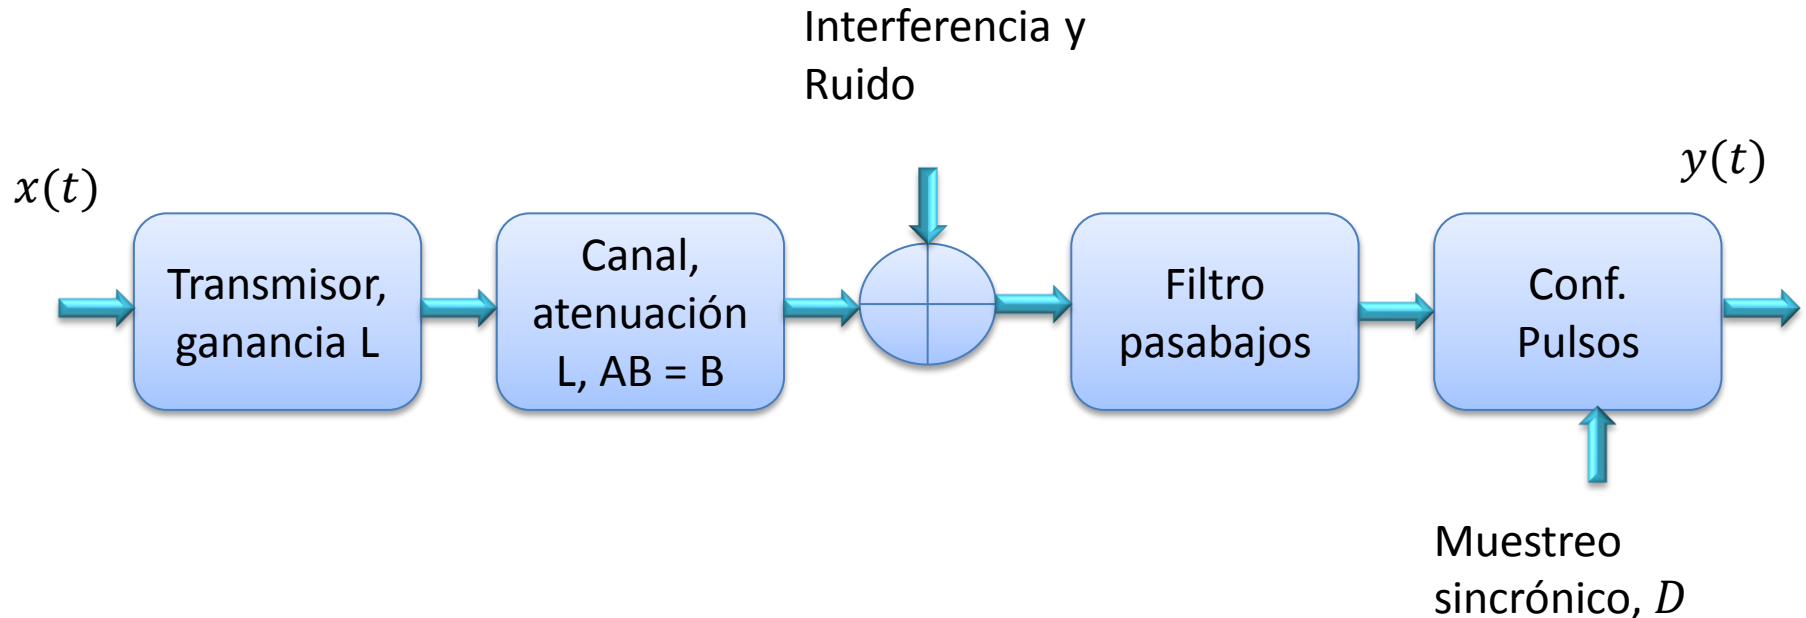 Interferencia y
Ruido
x(t)
y(t)
Transmisor,
ganancia L
Canal,
atenuación
L, AB = B
Filtro
pasabajos
Conf.
Pulsos
Muestreo
sincrónico, D